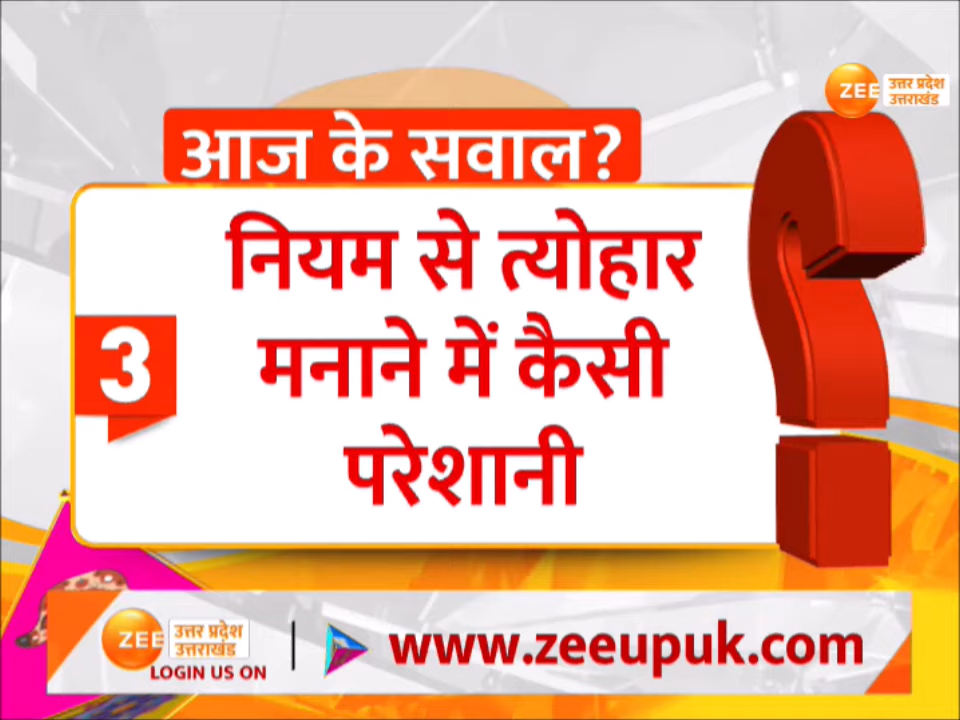 ZEE उत्तर प्रदेश
उत्तराखंड
आज के सवाल?
3
नियम से त्योहार
मनाने में कैसी
परेशानी
?
ZEE उत्तर प्रदेश
उत्तराखंड
LOGIN US ON
www.zeeupuk.com